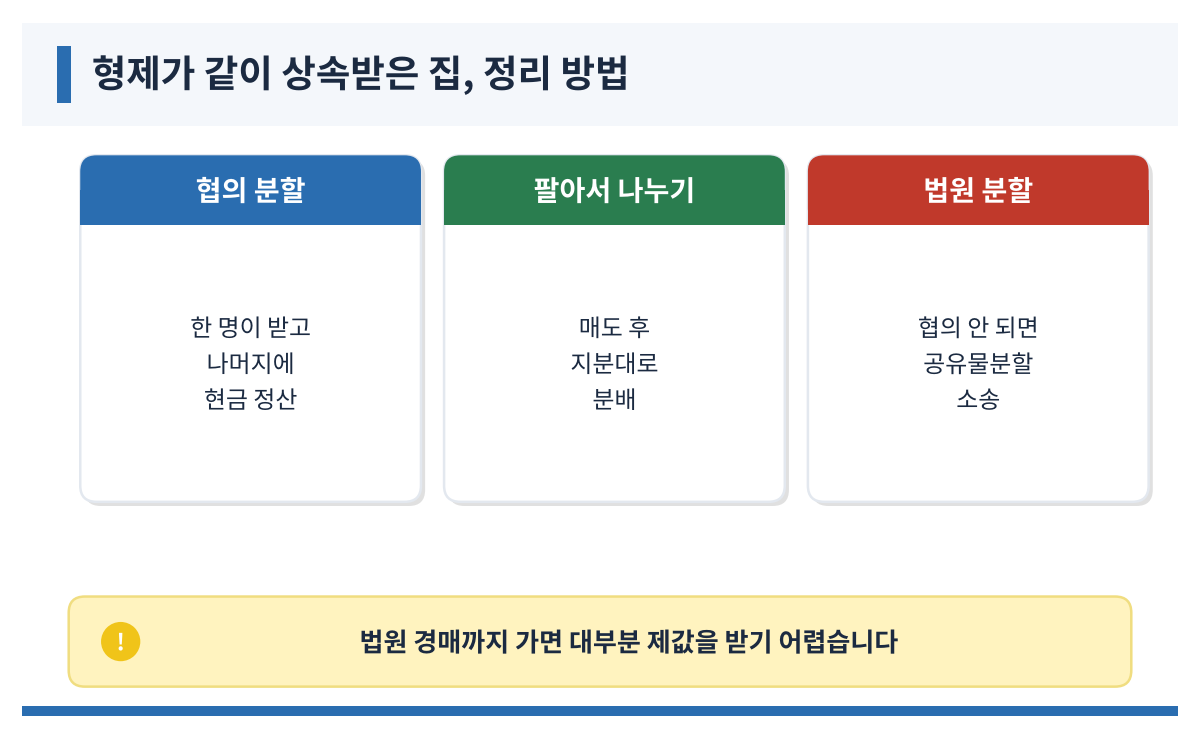 형제가 같이 상속받은 집, 정리 방법
협의 분할
한 명이 받고
나머지에
현금 정산
팔아서 나누기
매도 후
지분대로
분배
법원 분할
협의 안 되면
공유물분할
소송
!
법원 경매까지 가면 대부분 제값을 받기 어렵습니다